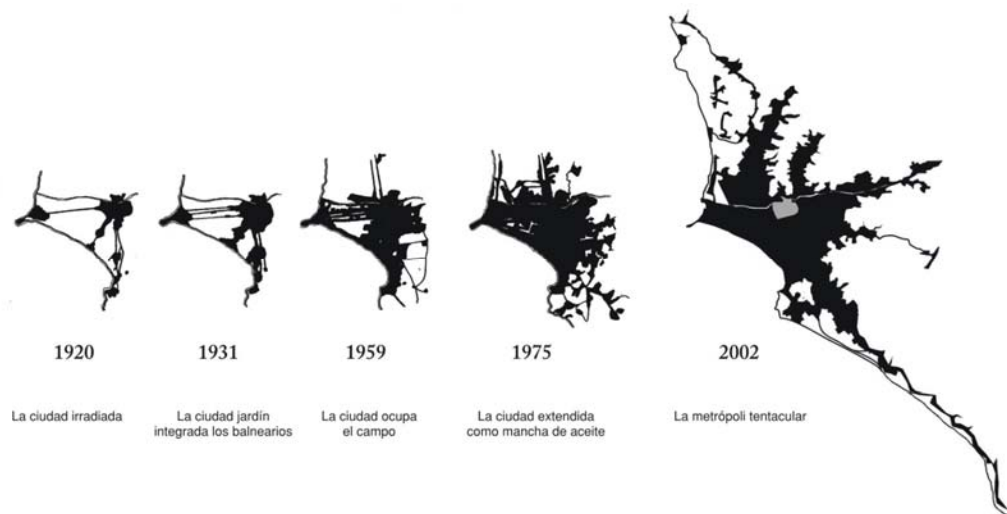 1920
1931
1959
1975
2002
La ciudad irradiada
La ciudad jardín
integrada los balnearios
La ciudad ocupa
el campo
La ciudad extendida
como mancha de aceite
La metrópoli tentacular